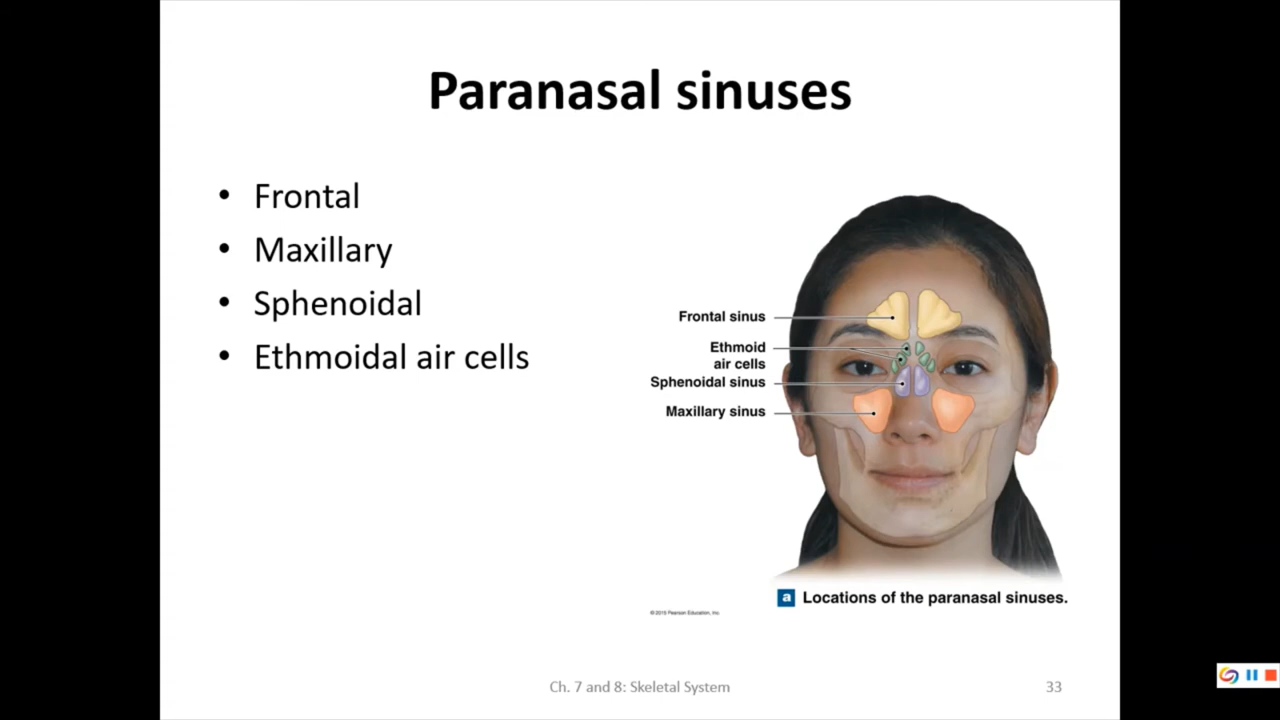 Paranasal sinuses
• Frontal
• Maxillary
• Sphenoidal
• Ethmoidal air cells
Frontal sinus
Ethmoid
air cells
Sphenoidal sinus
Maxillary sinus
a Locations of the paranasal sinuses.
© 2015 Pearson Education, Inc.
Ch. 7 and 8: Skeletal System
33